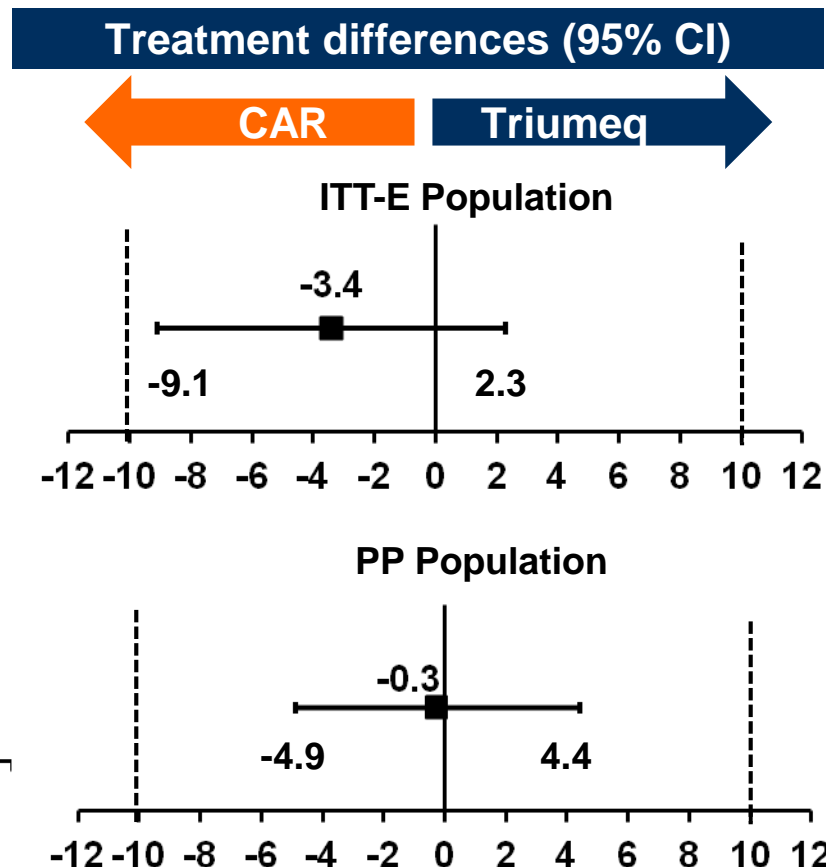 Treatment differences (95% CI)
CAR Triumeq
ITT-E Population
-3.4
-9.1 2.3
-12 -10 -8 -6 -4 -2 0 2 4 6 8 10 12
PP Population
-0.3
-4.9 4.4
-12 -10 -8 -6 -4 -2 0 2 4 6 8 10 12